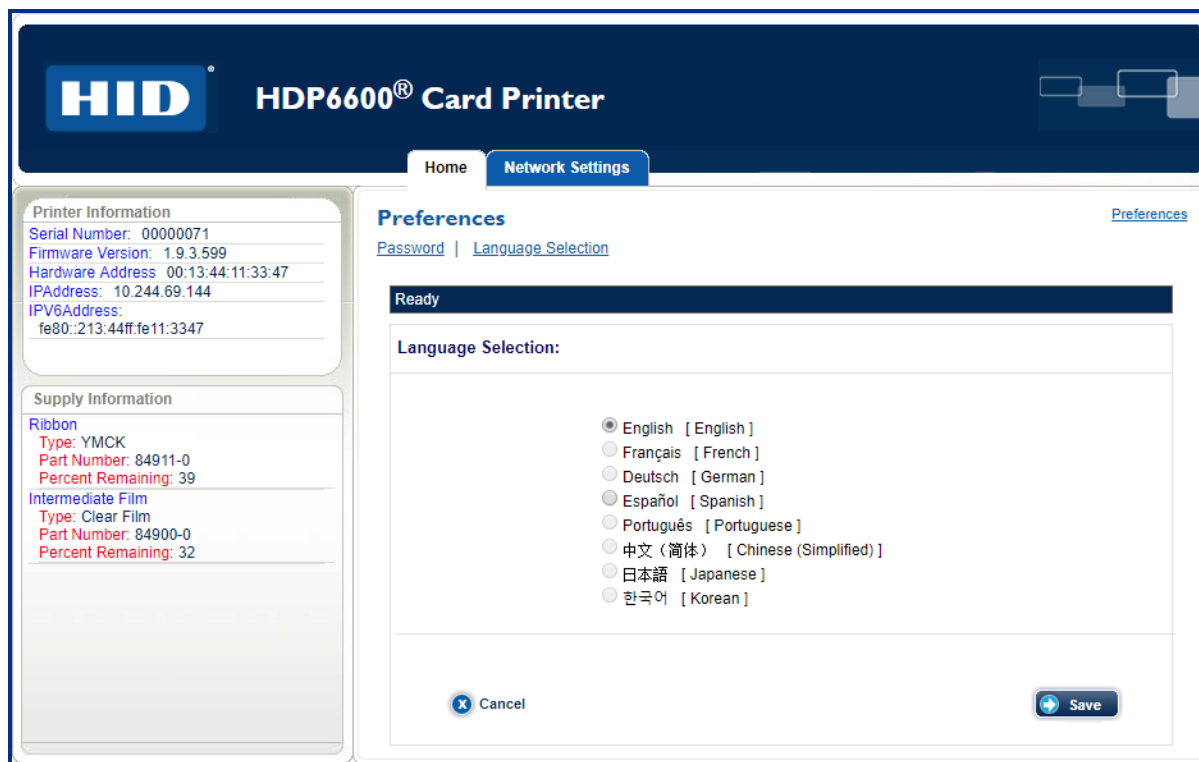 HID
HDP6600® Card Printer
Home
Network Settings
Printer Information
Serial Number: 00000071
Firmware Version: 1.9.3.599
Hardware Address 00:13:44:11:33:47
IPAddress: 10.244.69.144
IPV6Address:
fe80::213:44ff:fe11:3347
Supply Information
Ribbon
Type: YMCK
Part Number: 84911-0
Percent Remaining: 39
Intermediate Film
Type: Clear Film
Part Number: 84900-0
Percent Remaining: 32
Preferences
Preferences
Password | Language Selection
Ready
Language Selection:
English [ English ]
Français [ French ]
Deutsch [ German ]
Español [ Spanish ]
Português [ Portuguese ]
中文（简体） [ Chinese (Simplified) ]
日本語 [ Japanese ]
한국어 [ Korean ]
X Cancel
Save